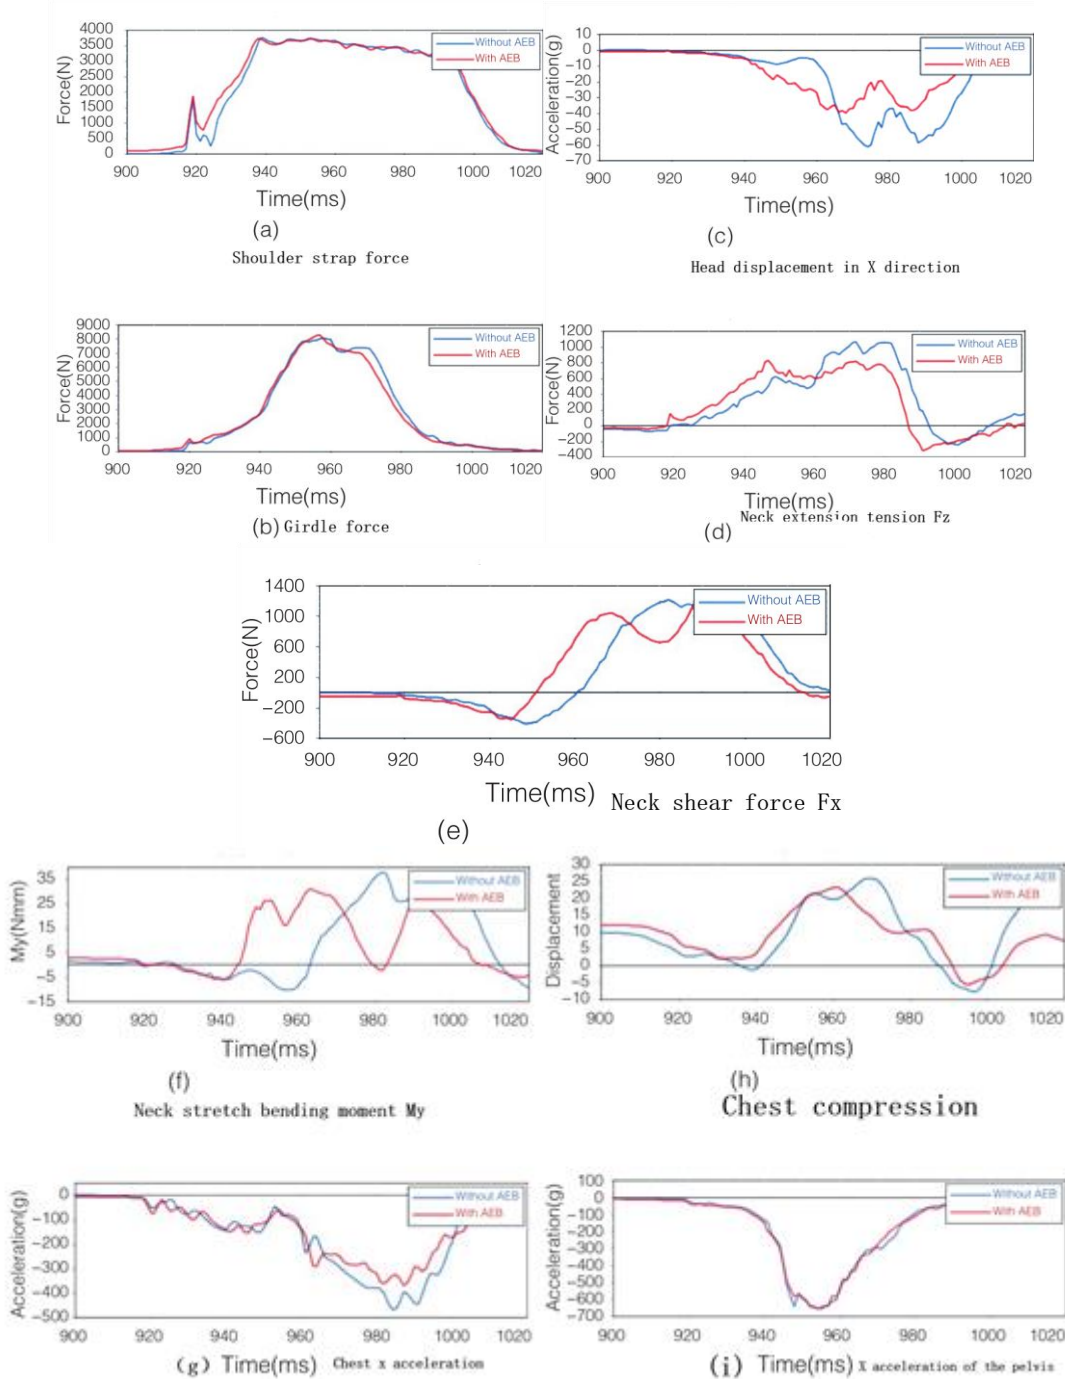 4000
3500
3000
2500
2000
1500
1000
500
0
Force(N)
Without AEB
With AEB
900 920 940 960 980 1000 1020
Time(ms)
(a)
Shoulder strap force
10
0
-10
-20
-30
-40
-50
-60
-70
Acceleration(g)
Without AEB
With AEB
900 920 940 960 980 1000 1020
Time(ms)
(c)
Head displacement in X direction
9000
8000
7000
6000
5000
4000
3000
2000
1000
0
Force(N)
Without AEB
With AEB
900 920 940 960 980 1000 1020
Time(ms)
(b) Girdle force
1200
1000
800
600
400
200
0
-200
-400
Force(N)
Without AEB
With AEB
900 920 940 960 980 1000 1020
Time(ms)
(d) Neck extension tension Fz
1400
1000
600
200
-200
-600
Force(N)
Without AEB
With AEB
900 920 940 960 980 1000 1020
Time(ms) Neck shear force Fx
(e)
35
25
15
5
-5
-15
My(Nmm)
Without AEB
With AEB
900 920 940 960 980 1000 1020
Time(ms)
(f)
Neck stretch bending moment My
30
25
20
15
10
5
0
-5
-10
Displacement
Without AEB
With AEB
900 920 940 960 980 1000 1020
Time(ms)
(h)
Chest compression
0
-100
-200
-300
-400
-500
Acceleration(g)
Without AEB
With AEB
900 920 940 960 980 1000 1020
(g) Time(ms) Chest x acceleration
100
0
-100
-200
-300
-400
-500
-600
-700
Acceleration(g)
Without AEB
With AEB
900 920 940 960 980 1000 1020
(i) Time(ms) X acceleration of the pelvis